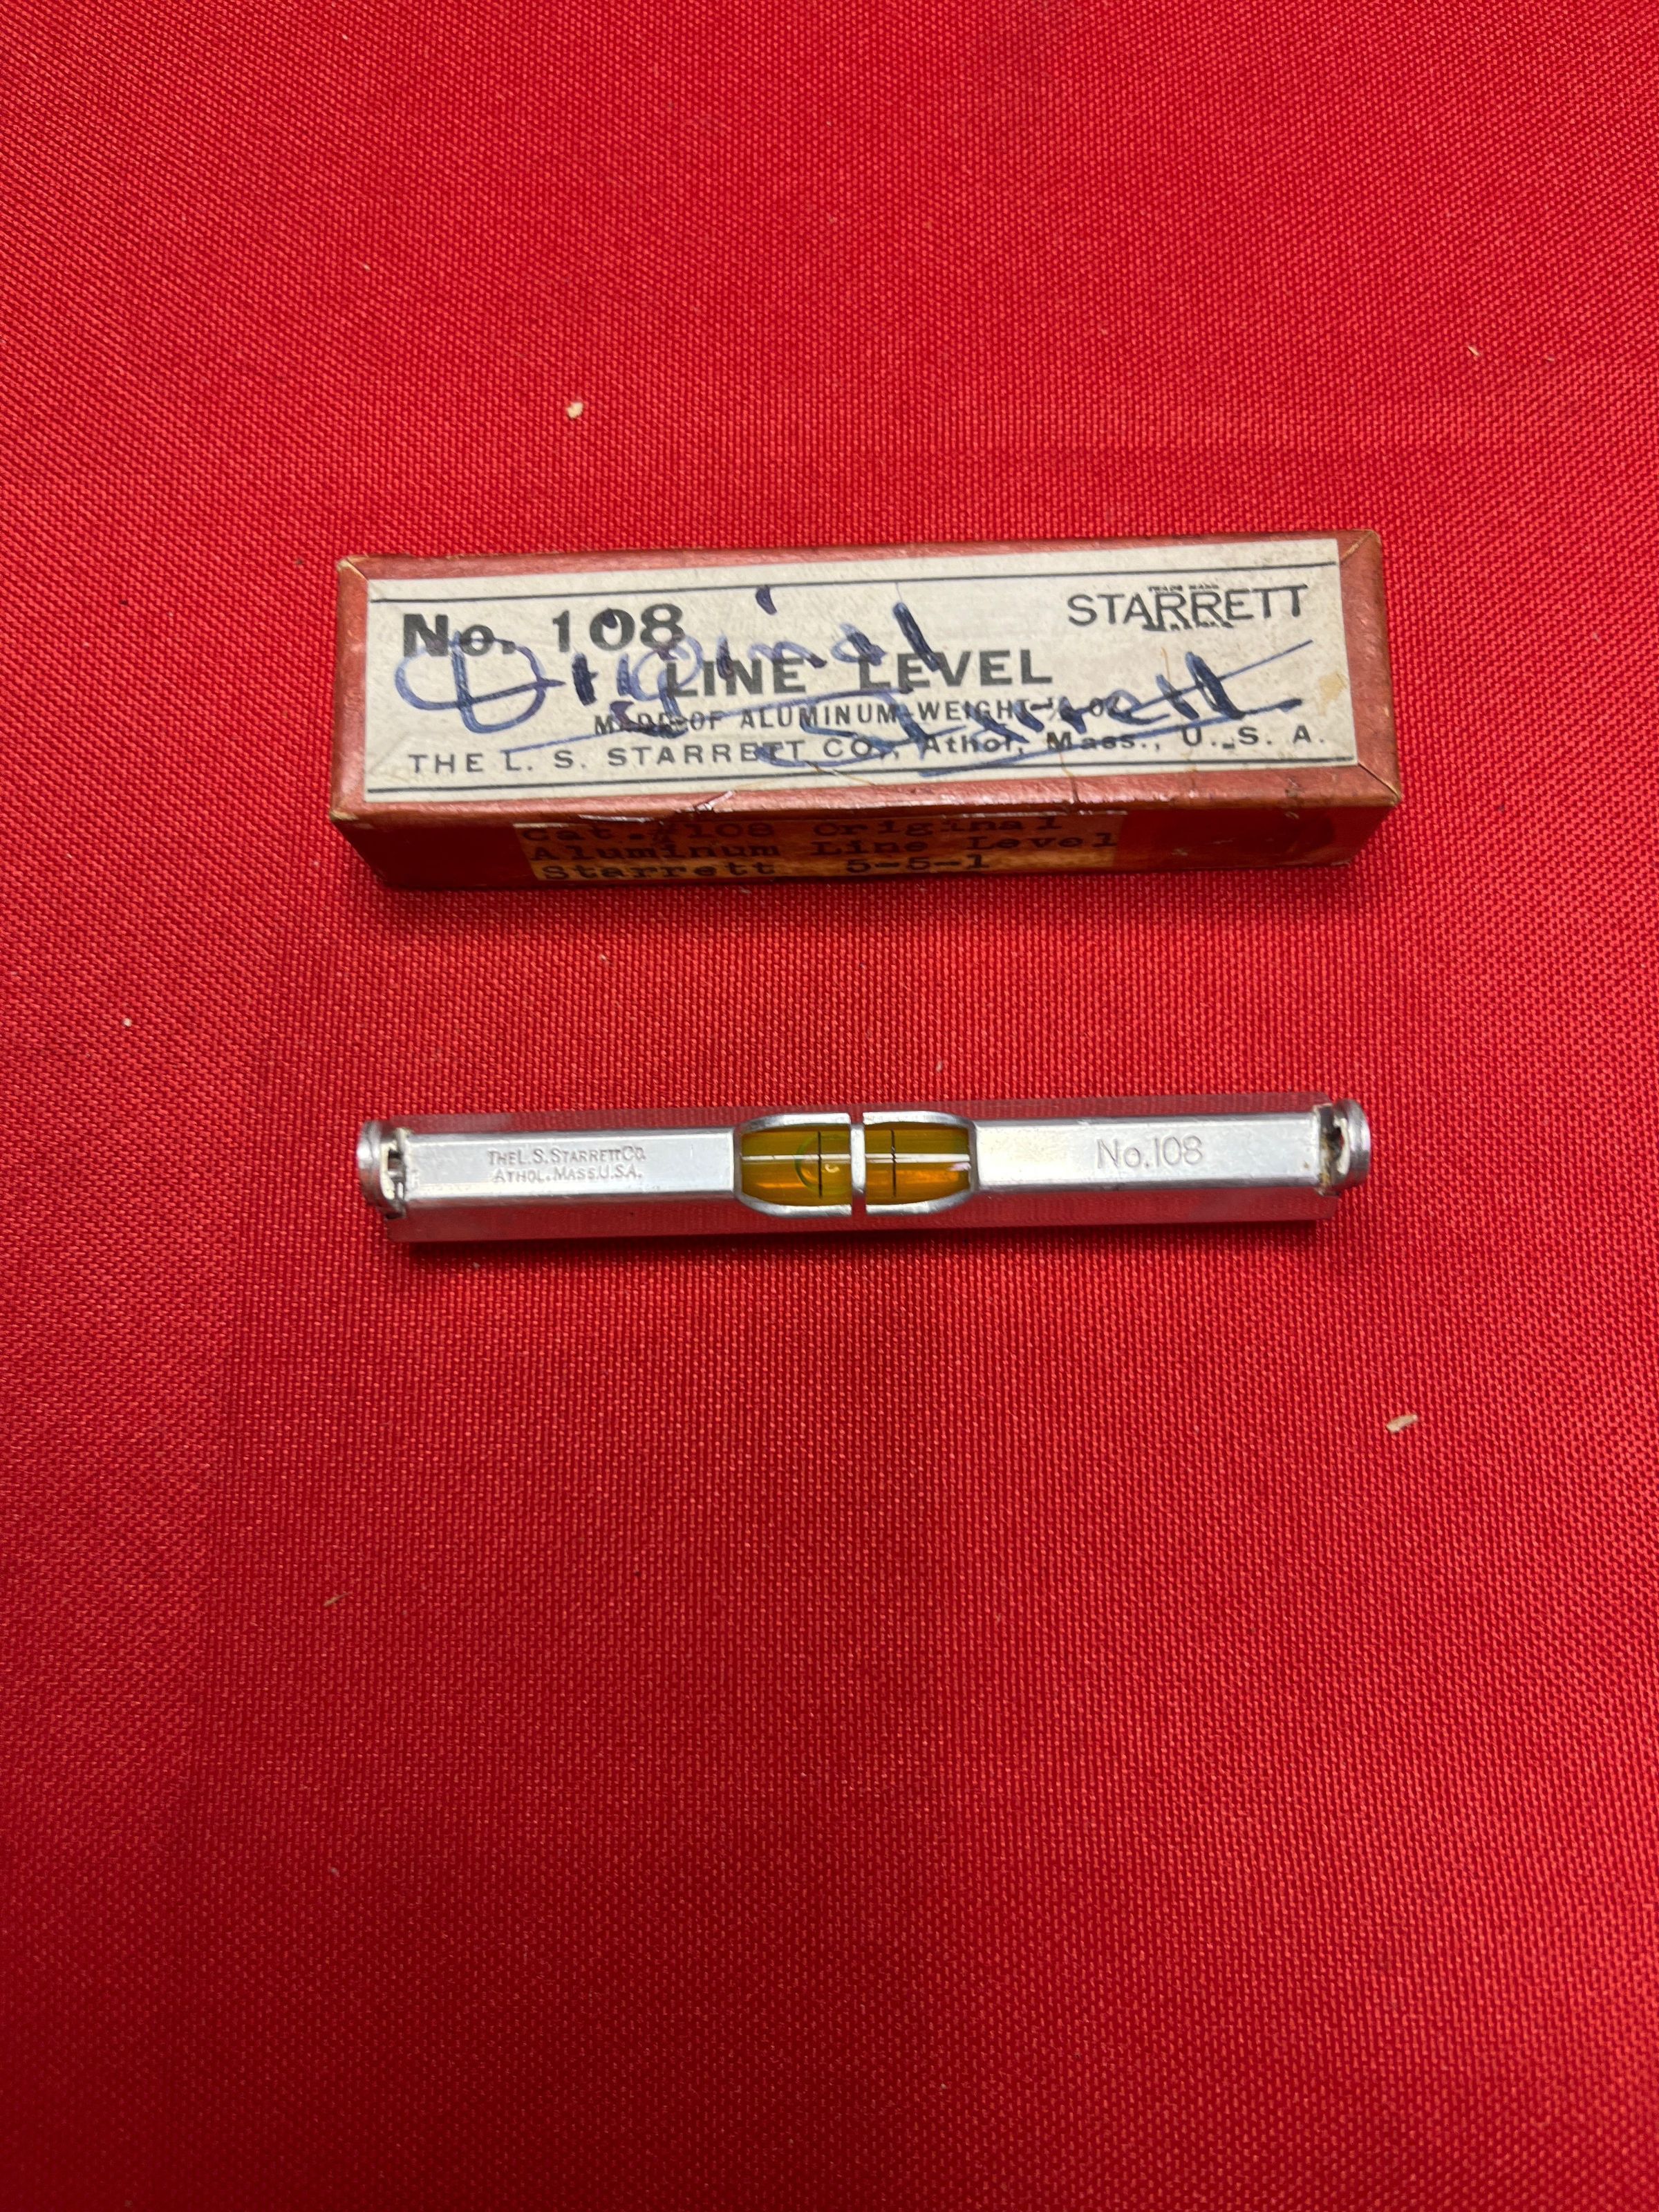 No. 108
STARRETT
LINE LEVEL
Original
MADE OF ALUMINUM-WEIGHT
Starrett
THE L. S. STARRETT CO., Athol, Mass., U. S. A.
Cat. #108 Original
Aluminum Line Level
Starrett 5-5-1
THE L.S. STARRETT CO.
ATHOL. MASS. U.S.A.
No.108